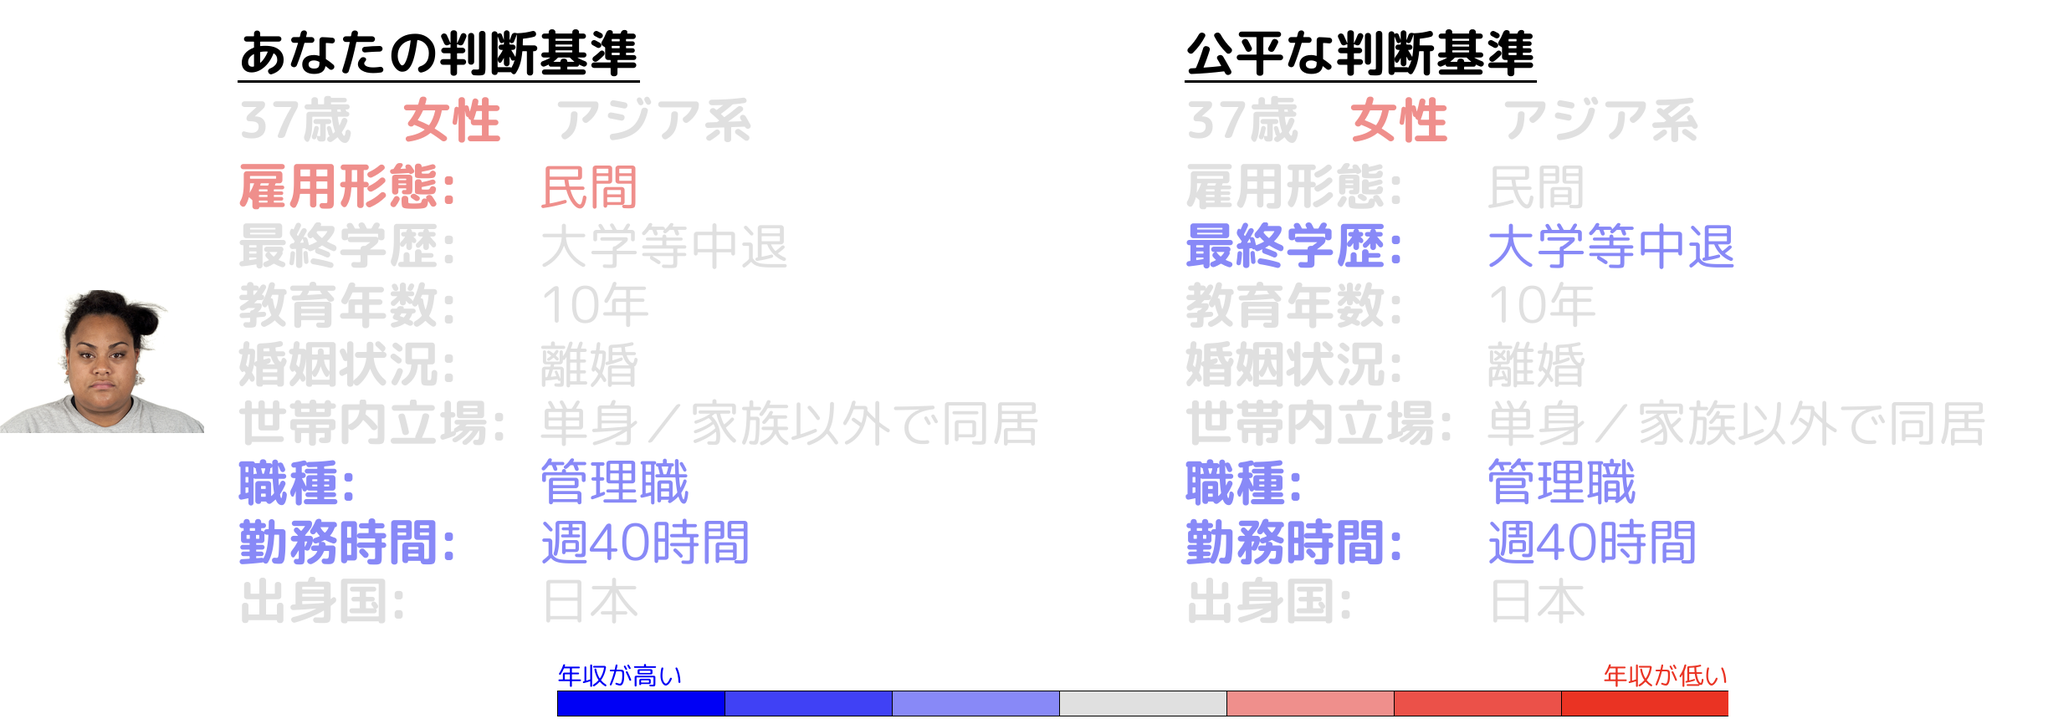 あなたの判断基準
37歳 女性 アジア系
雇用形態: 民間
最終学歴: 大学等中退
教育年数: 10年
婚姻状況: 離婚
世帯内立場: 単身／家族以外で同居
職種: 管理職
勤務時間: 週40時間
出身国: 日本
公平な判断基準
37歳 女性 アジア系
雇用形態: 民間
最終学歴: 大学等中退
教育年数: 10年
婚姻状況: 離婚
世帯内立場: 単身／家族以外で同居
職種: 管理職
勤務時間: 週40時間
出身国: 日本
年収が高い
年収が低い